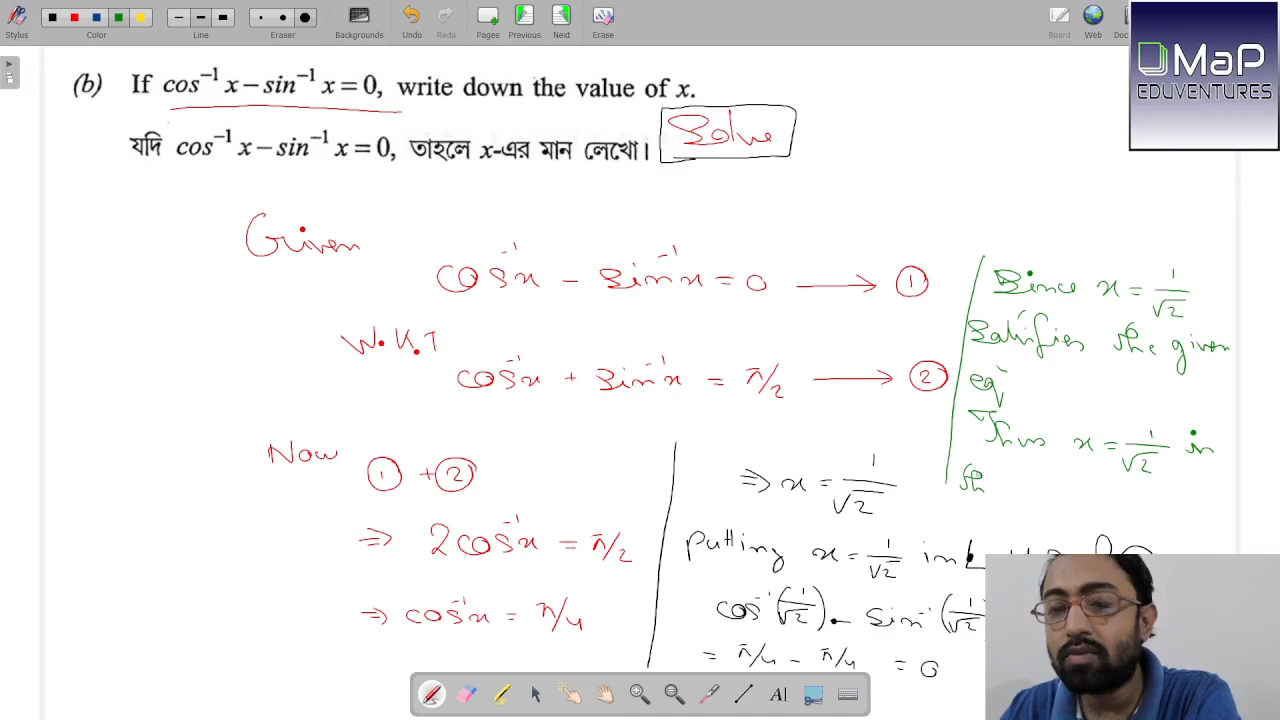 Stylus
Color
Line
Eraser
Backgrounds
Undo
Pages
Previous
Next
Erase
Board
Web
MaP
EDUVENTURES
(b) If cos⁻¹ x − sin⁻¹ x = 0, write down the value of x.
যদি cos⁻¹ x − sin⁻¹ x = 0, তাহলে x-এর মান লেখো।
Solve
Given
cos⁻¹x − sin⁻¹x = 0 → ①
W.K.T
cos⁻¹x + sin⁻¹x = π/2 → ②
Now
① + ②
⇒ 2cos⁻¹x = π/2
⇒ cos⁻¹x = π/4
⇒ x = 1/√2
Putting x = 1/√2 in
cos⁻¹(1/√2) − sin⁻¹(1/√2)
= π/4 − π/4 = 0
Since x = 1/√2
Satisfies the given
eq
Thus x = 1/√2 is
th
AI